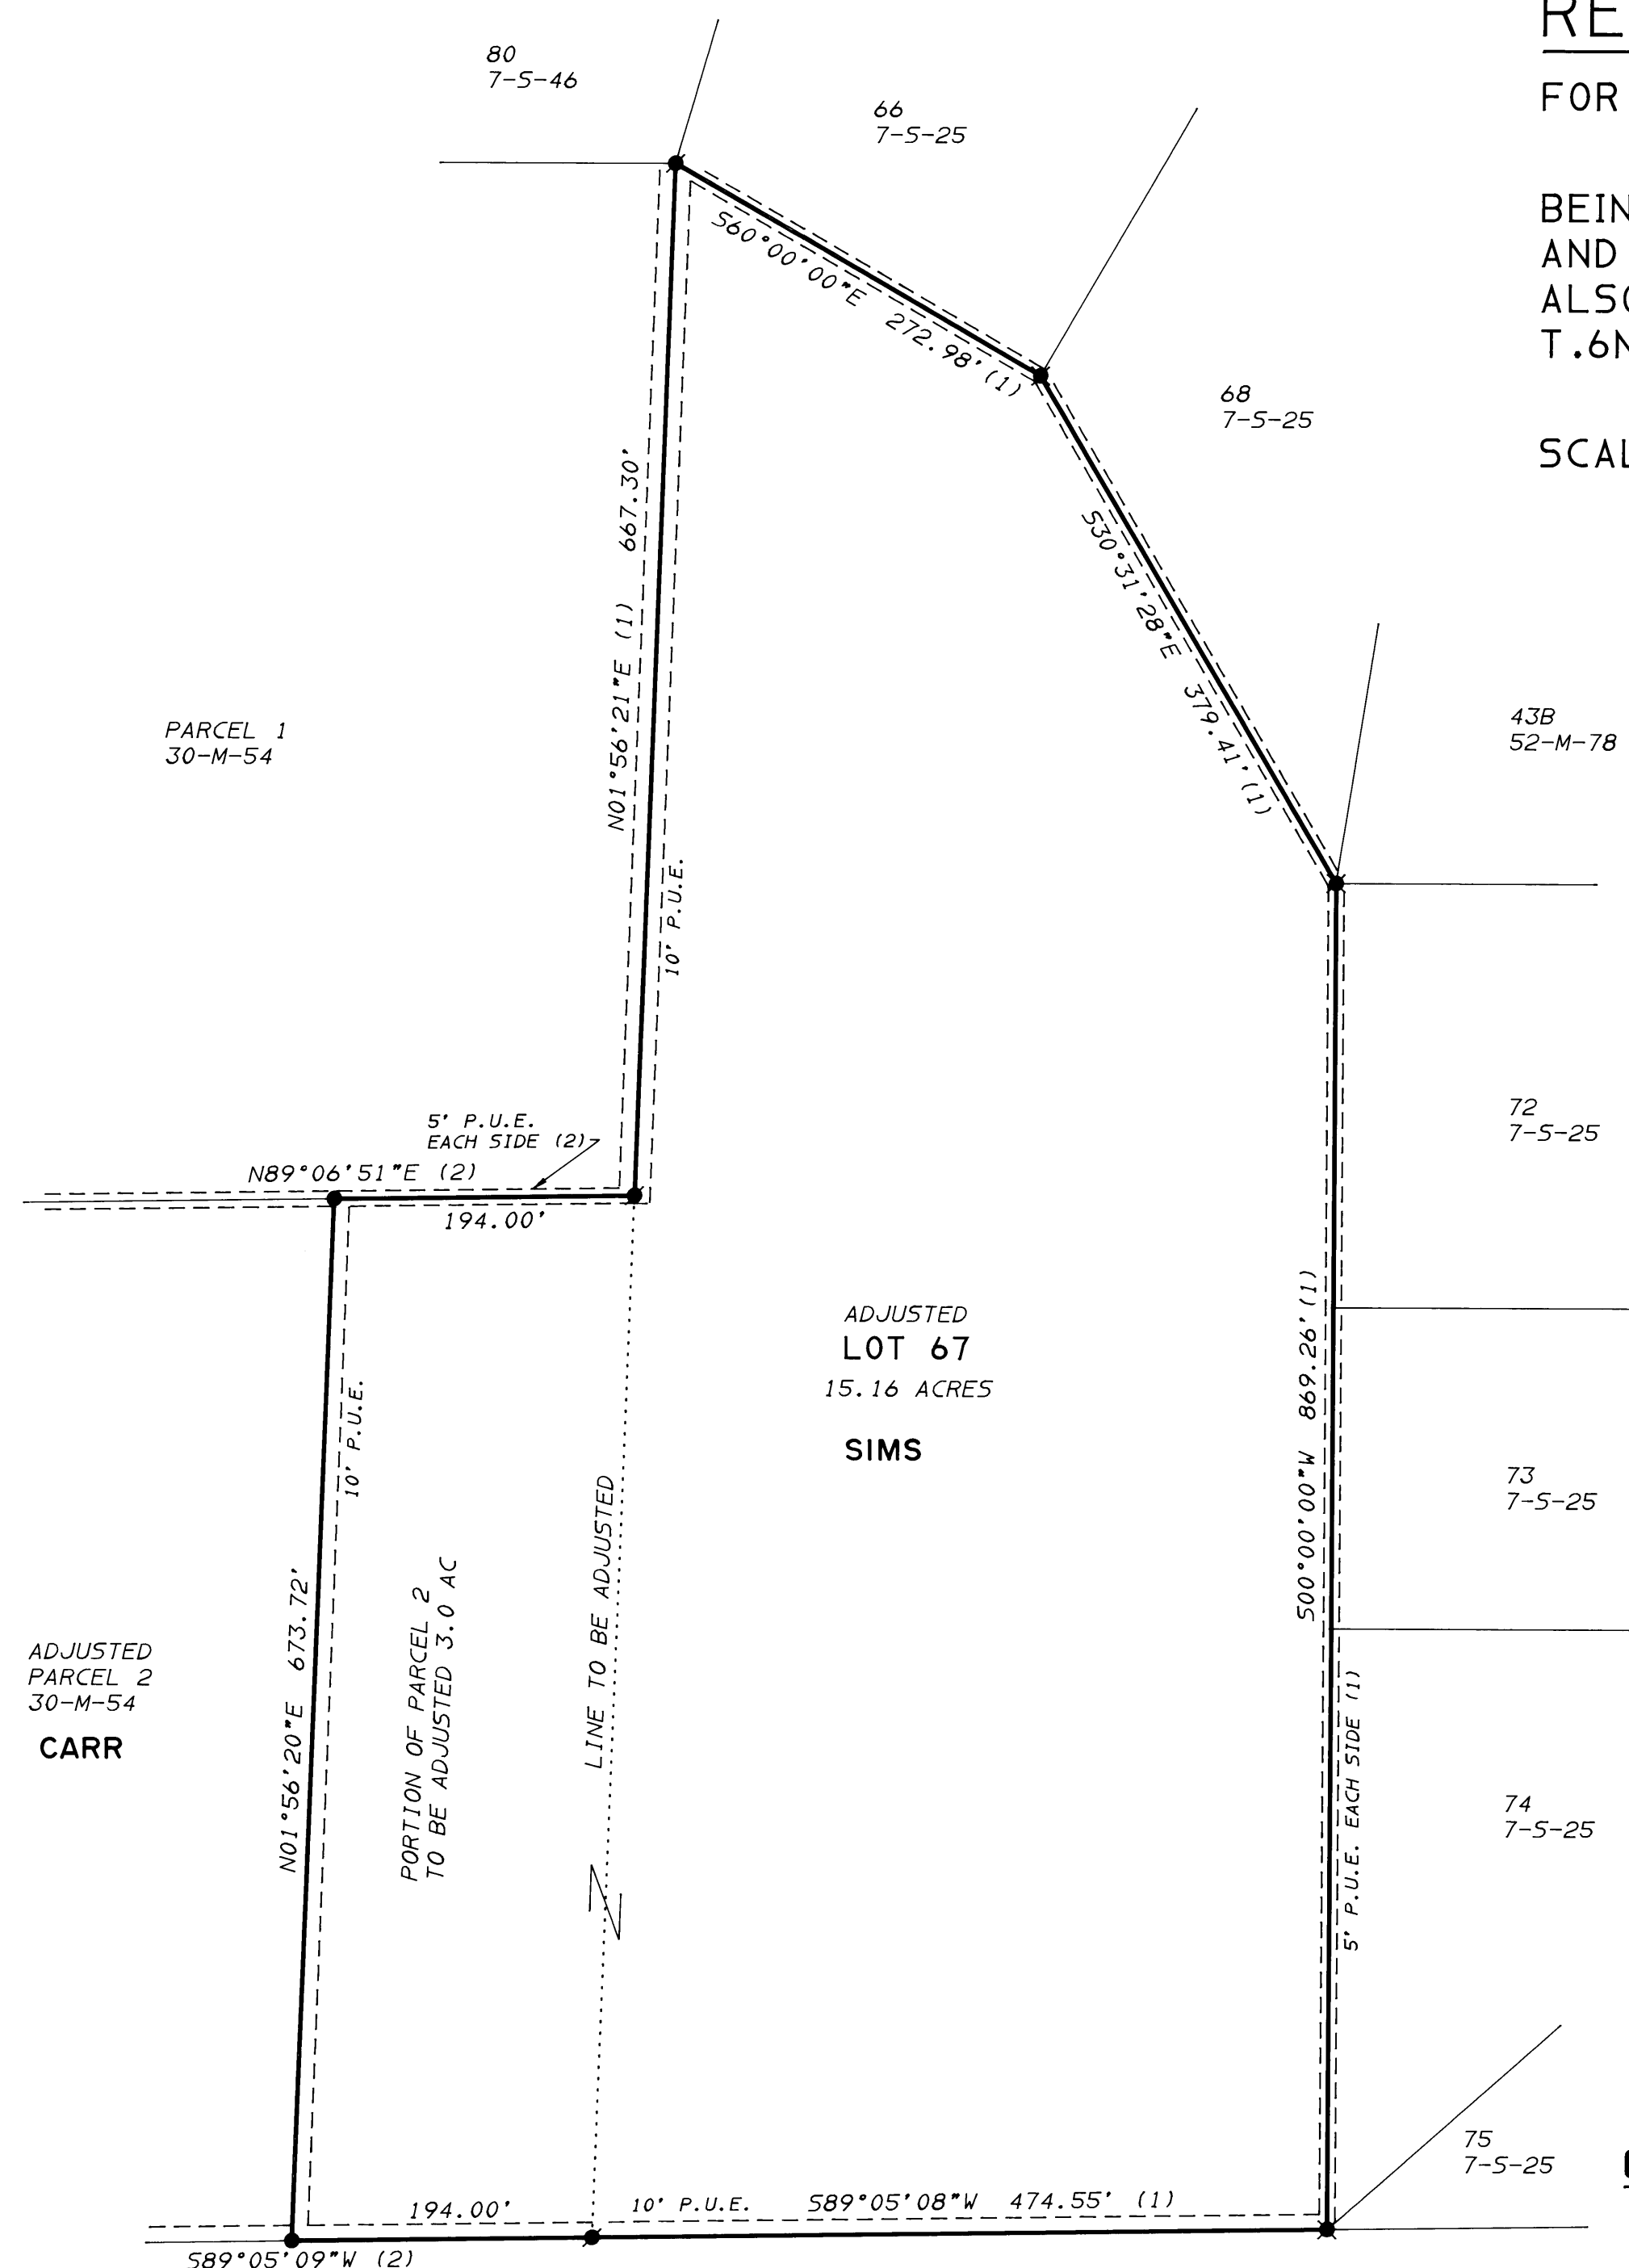 RE
FOR
BEIN
AND
ALSO
T.6N
SCAL
80
7-S-46
66
7-S-25
S60°00'00"E 272.98' (1)
68
7-S-25
S30°31'28"E 379.41' (1)
N01°56'21"E (1) 667.30'
10' P.U.E.
PARCEL 1
30-M-54
43B
52-M-78
5' P.U.E.
EACH SIDE (2)
N89°06'51"E (2)
194.00'
72
7-S-25
ADJUSTED
LOT 67
15.16 ACRES
SIMS
S00°00'00"W 869.26' (1)
10' P.U.E.
73
7-S-25
LINE TO BE ADJUSTED
PORTION OF PARCEL 2
TO BE ADJUSTED 3.0 AC
N01°56'20"E 673.72'
ADJUSTED
PARCEL 2
30-M-54
CARR
5' P.U.E. EACH SIDE (1)
74
7-S-25
75
7-S-25
194.00'
10' P.U.E.
S89°05'08"W 474.55' (1)
S89°05'09"W (2)